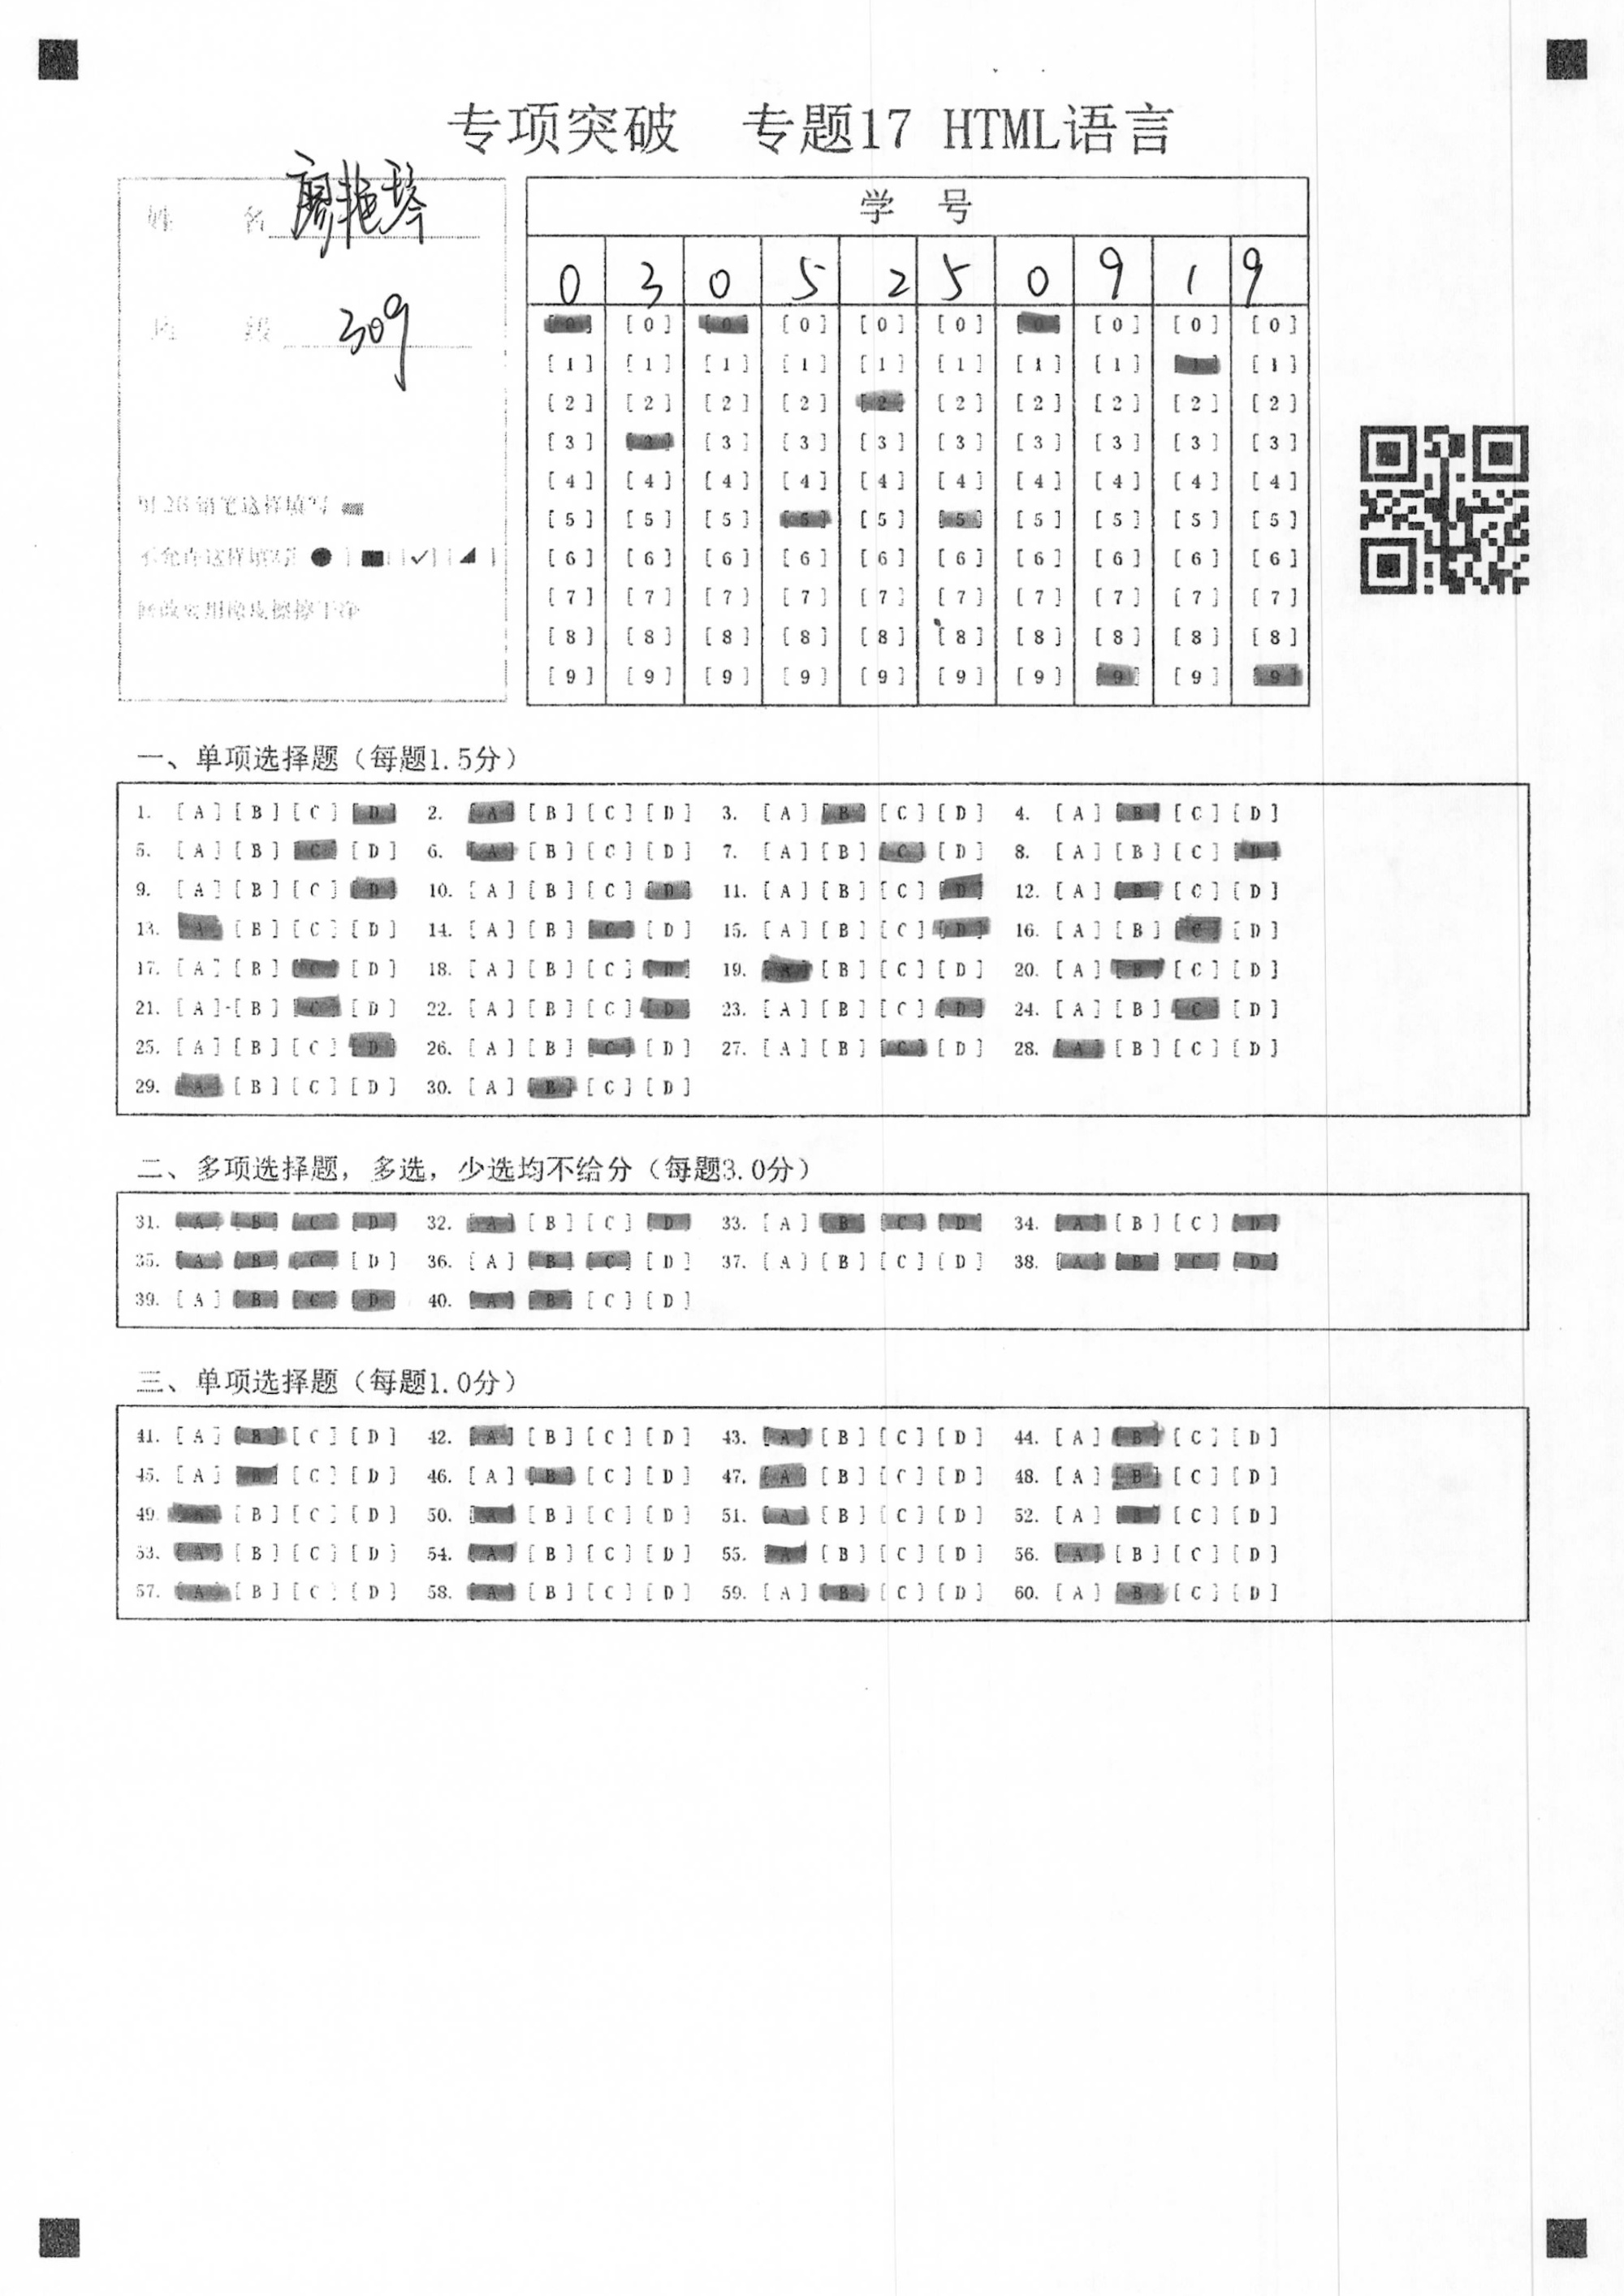 专项突破 专题17 HTML语言
姓 名 廖艳琴
班 级 309
用2B铅笔这样填写
不允许这样填写
修改要用橡皮擦擦干净
学 号
0 3 0 5 2 5 0 9 1 9
[0] [0] [0] [0] [0] [0] [0] [0] [0] [0]
[1] [1] [1] [1] [1] [1] [1] [1] [1] [1]
[2] [2] [2] [2] [2] [2] [2] [2] [2] [2]
[3] [3] [3] [3] [3] [3] [3] [3] [3] [3]
[4] [4] [4] [4] [4] [4] [4] [4] [4] [4]
[5] [5] [5] [5] [5] [5] [5] [5] [5] [5]
[6] [6] [6] [6] [6] [6] [6] [6] [6] [6]
[7] [7] [7] [7] [7] [7] [7] [7] [7] [7]
[8] [8] [8] [8] [8] [8] [8] [8] [8] [8]
[9] [9] [9] [9] [9] [9] [9] [9] [9] [9]
一、单项选择题（每题1.5分）
1. [A] [B] [C] [D] 2. [A] [B] [C] [D] 3. [A] [B] [C] [D] 4. [A] [B] [C] [D]
5. [A] [B] [C] [D] 6. [A] [B] [C] [D] 7. [A] [B] [C] [D] 8. [A] [B] [C] [D]
9. [A] [B] [C] [D] 10. [A] [B] [C] [D] 11. [A] [B] [C] [D] 12. [A] [B] [C] [D]
13. [A] [B] [C] [D] 14. [A] [B] [C] [D] 15. [A] [B] [C] [D] 16. [A] [B] [C] [D]
17. [A] [B] [C] [D] 18. [A] [B] [C] [D] 19. [A] [B] [C] [D] 20. [A] [B] [C] [D]
21. [A] [B] [C] [D] 22. [A] [B] [C] [D] 23. [A] [B] [C] [D] 24. [A] [B] [C] [D]
25. [A] [B] [C] [D] 26. [A] [B] [C] [D] 27. [A] [B] [C] [D] 28. [A] [B] [C] [D]
29. [A] [B] [C] [D] 30. [A] [B] [C] [D]
二、多项选择题，多选，少选均不给分（每题3.0分）
31. [A] [B] [C] [D] 32. [A] [B] [C] [D] 33. [A] [B] [C] [D] 34. [A] [B] [C] [D]
35. [A] [B] [C] [D] 36. [A] [B] [C] [D] 37. [A] [B] [C] [D] 38. [A] [B] [C] [D]
39. [A] [B] [C] [D] 40. [A] [B] [C] [D]
三、单项选择题（每题1.0分）
41. [A] [B] [C] [D] 42. [A] [B] [C] [D] 43. [A] [B] [C] [D] 44. [A] [B] [C] [D]
45. [A] [B] [C] [D] 46. [A] [B] [C] [D] 47. [A] [B] [C] [D] 48. [A] [B] [C] [D]
49. [A] [B] [C] [D] 50. [A] [B] [C] [D] 51. [A] [B] [C] [D] 52. [A] [B] [C] [D]
53. [A] [B] [C] [D] 54. [A] [B] [C] [D] 55. [A] [B] [C] [D] 56. [A] [B] [C] [D]
57. [A] [B] [C] [D] 58. [A] [B] [C] [D] 59. [A] [B] [C] [D] 60. [A] [B] [C] [D]